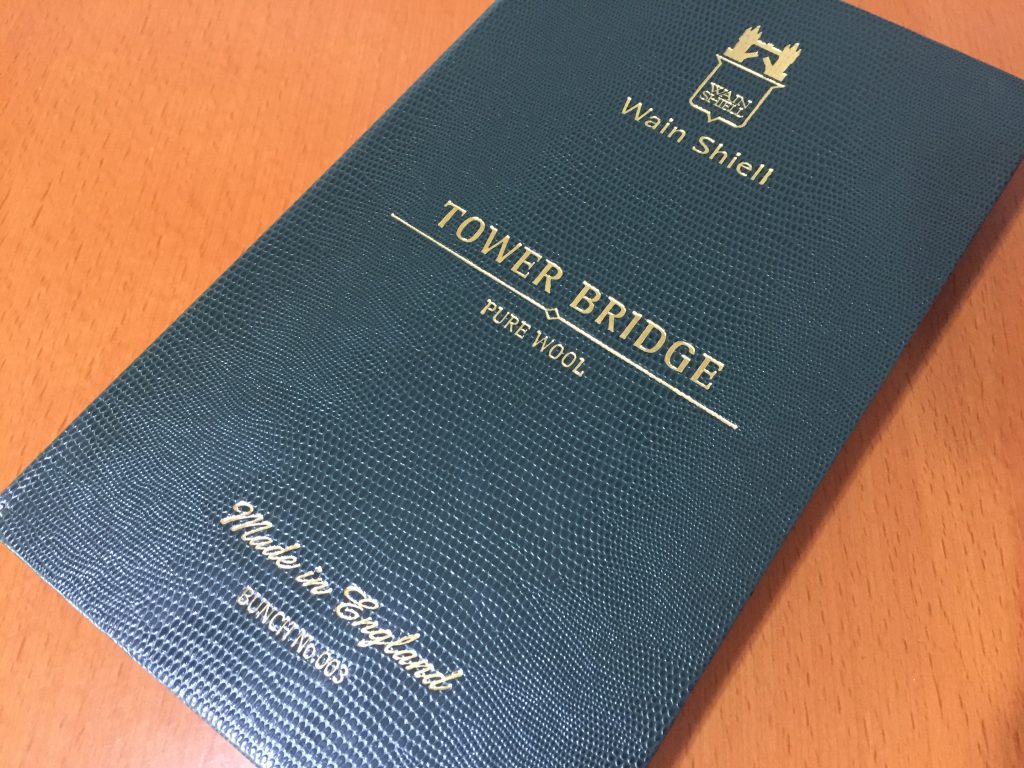 WAIN
SHIELL
Wain Shiell
TOWER BRIDGE
PURE WOOL
Made in England
BUNCH No.003